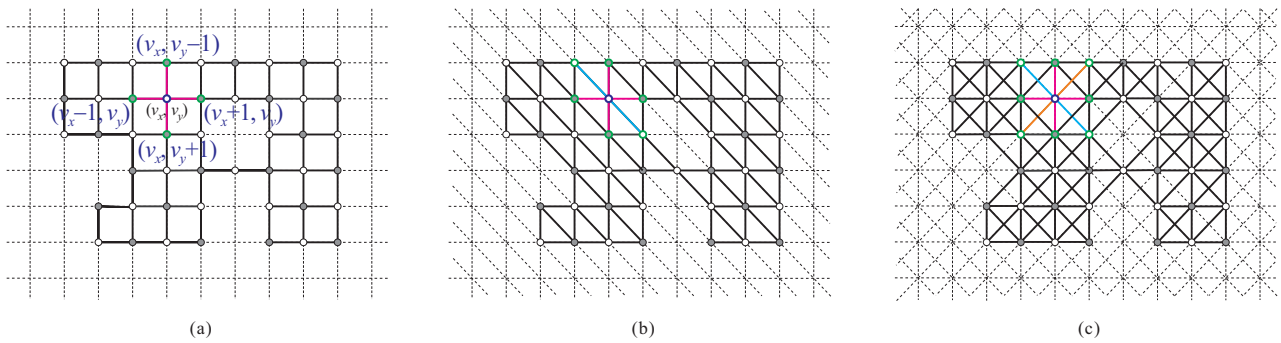 (vx, vy−1)
(vx−1, vy) (vx, vy) (vx+1, vy)
(vx, vy+1)
(a) (b) (c)